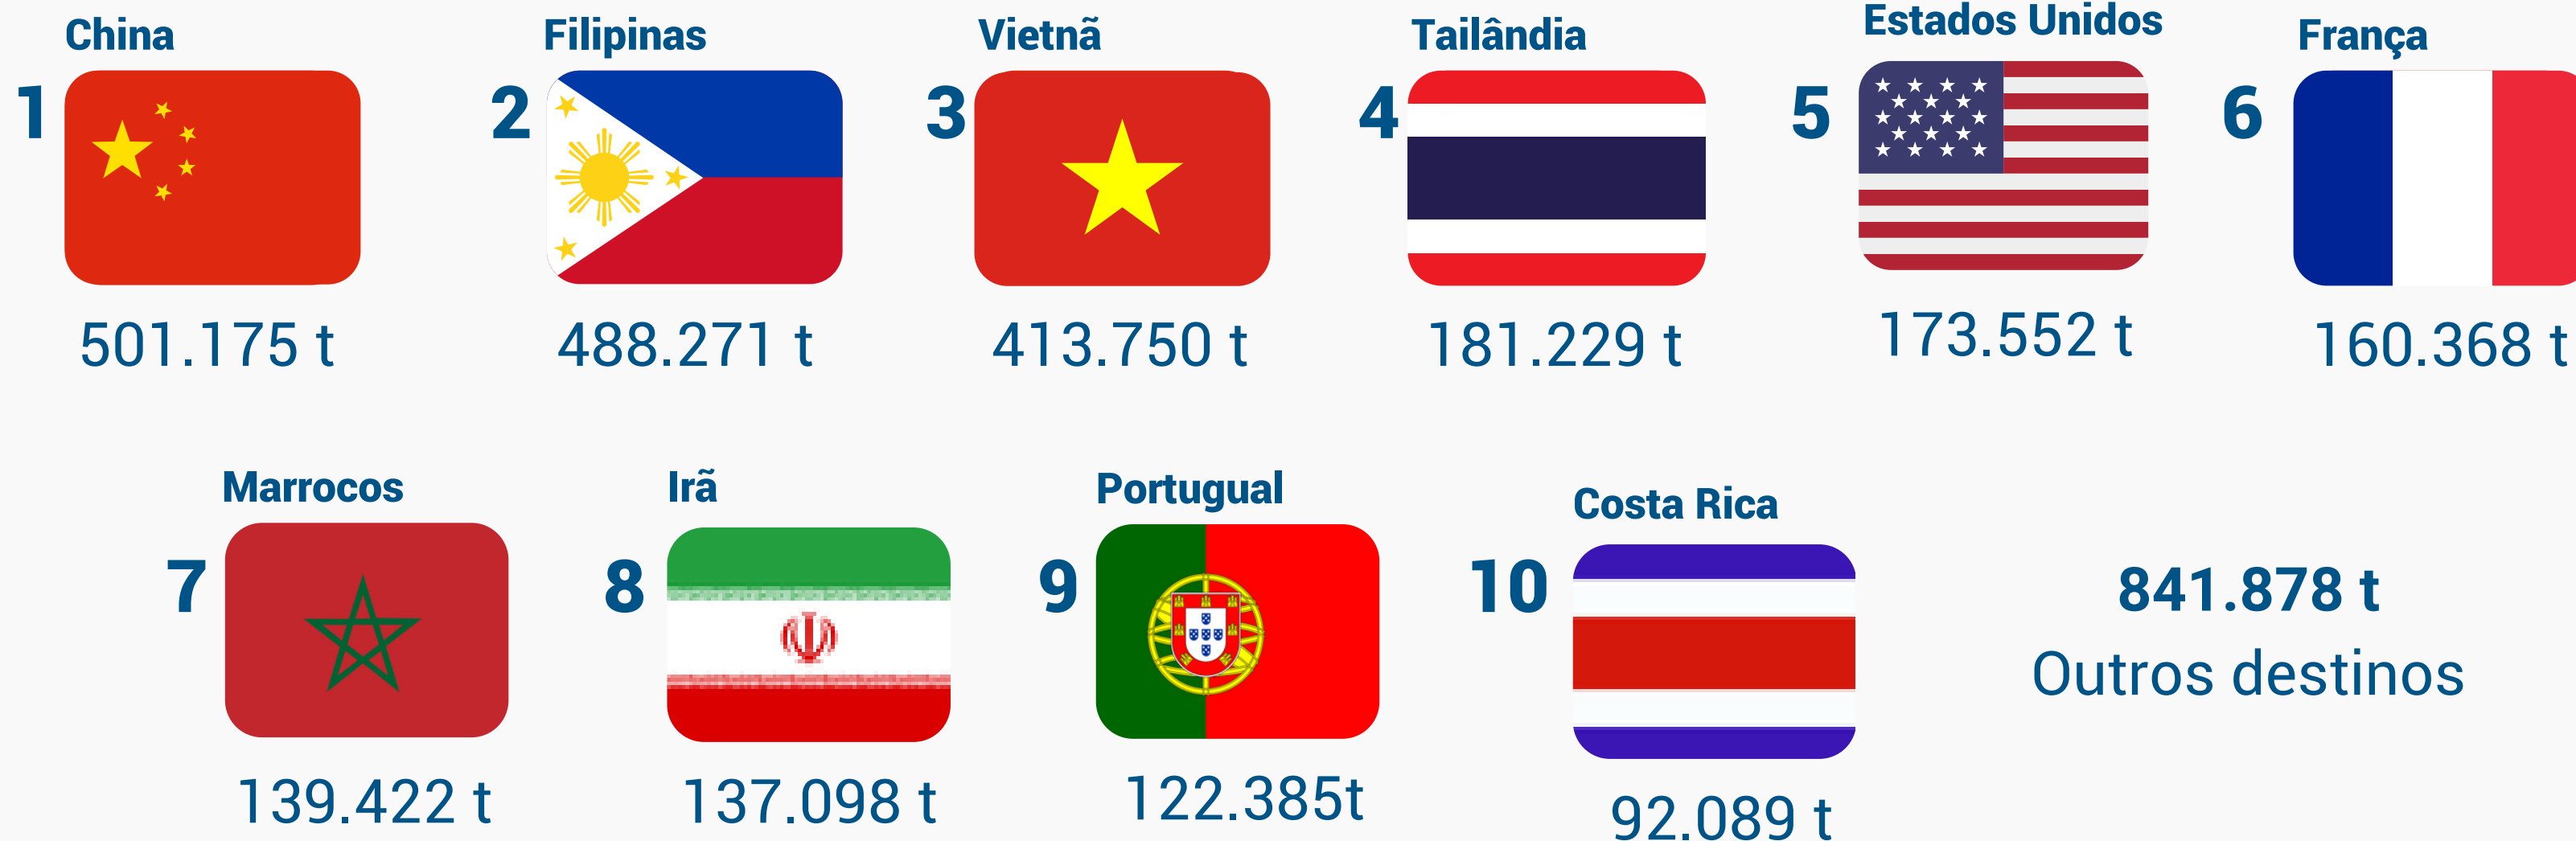 China
1
501.175 t
Filipinas
2
488.271 t
Vietnã
3
413.750 t
Tailândia
4
181.229 t
Estados Unidos
5
173.552 t
França
6
160.368 t
Marrocos
7
139.422 t
Irã
8
137.098 t
Portugual
9
122.385t
Costa Rica
10
92.089 t
841.878 t
Outros destinos